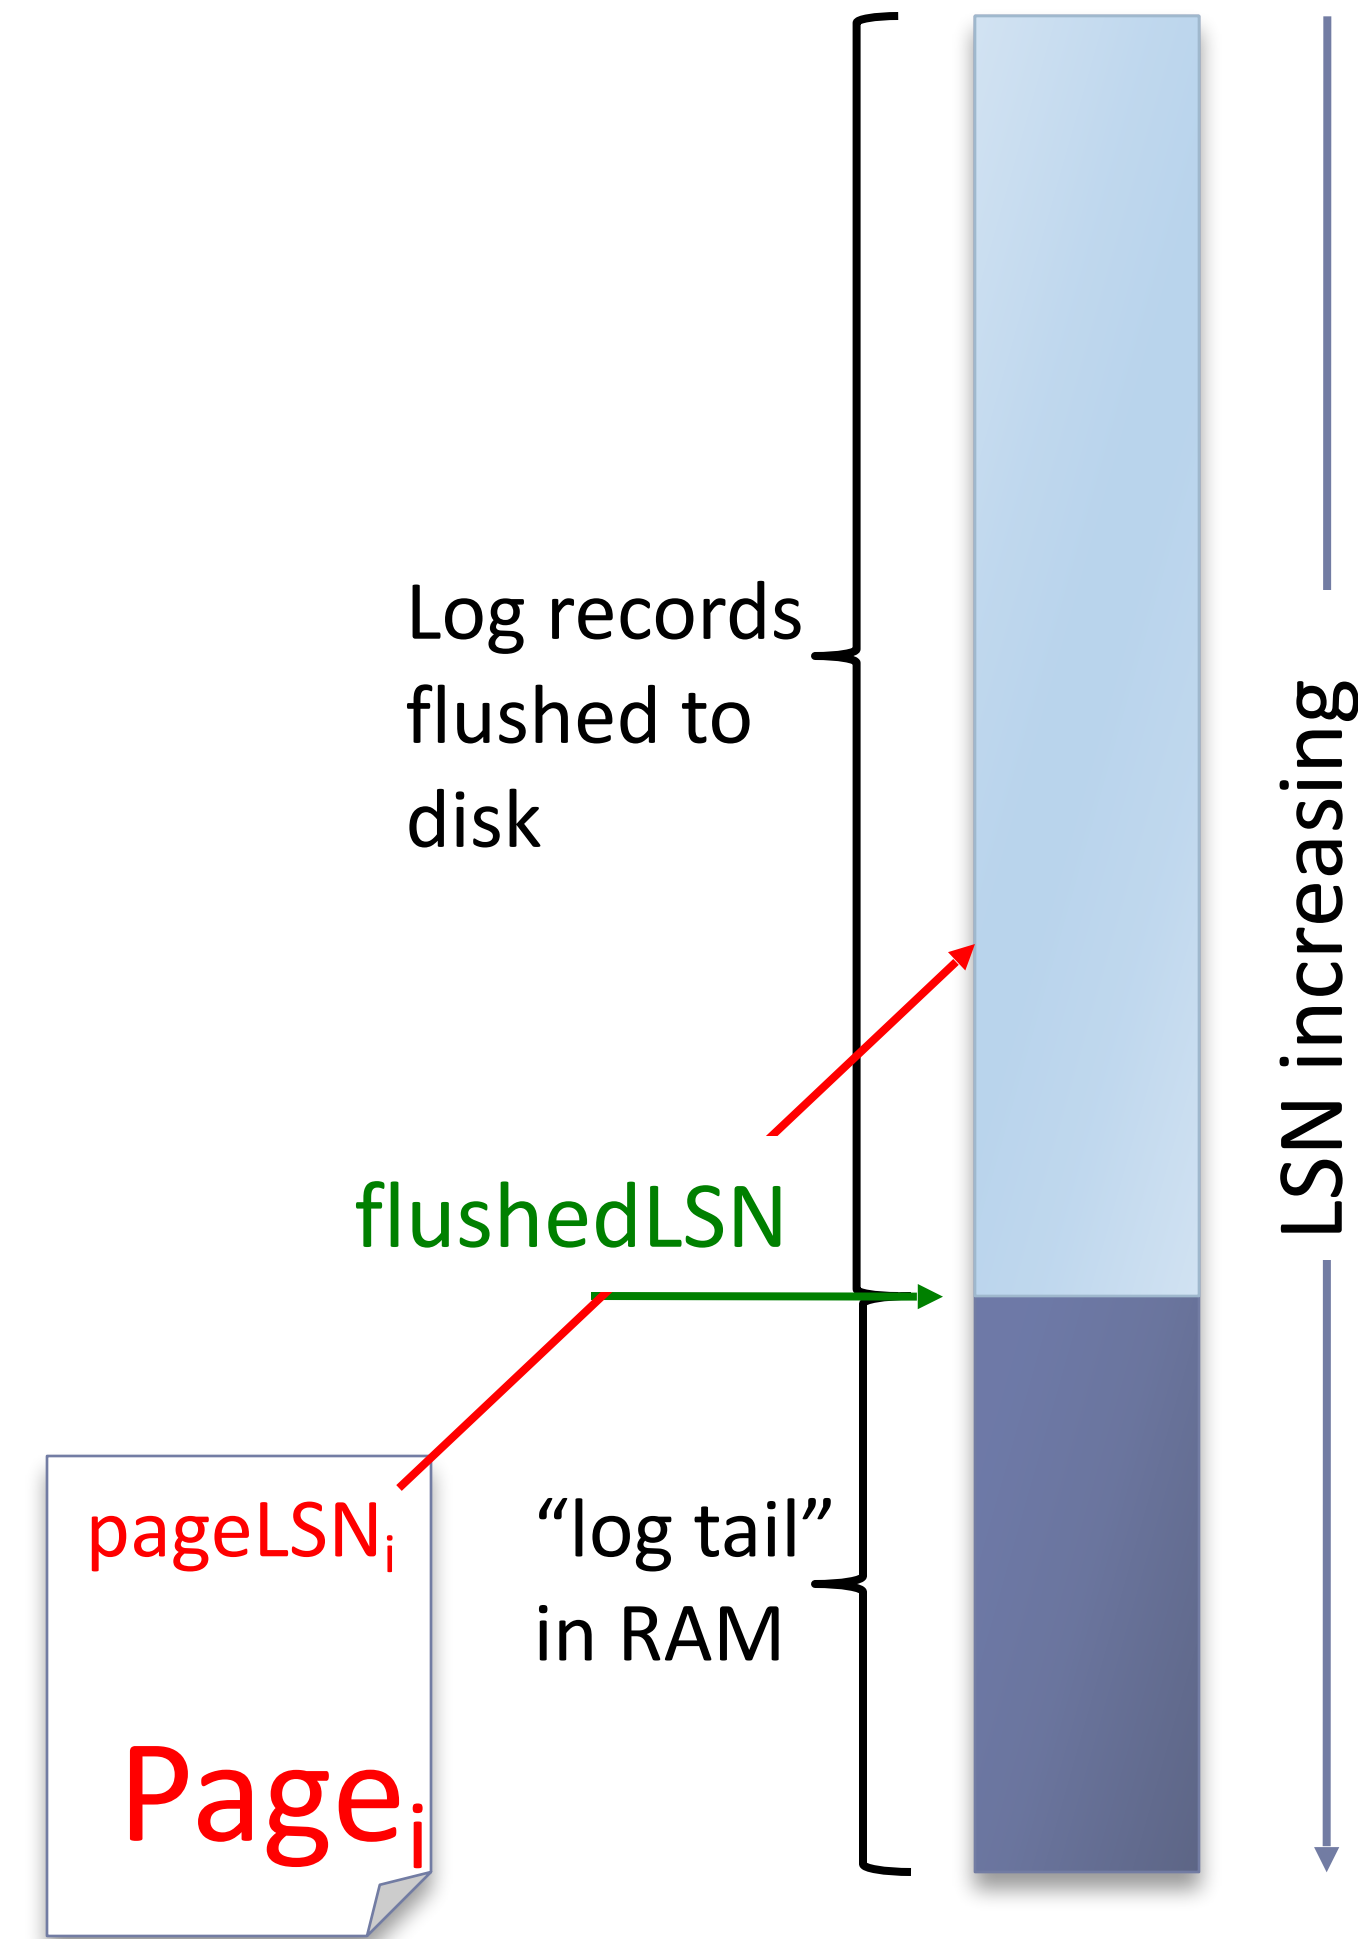 Log records
flushed to
disk
LSN increasing
flushedLSN
pageLSNi
“log tail”
in RAM
Pagei